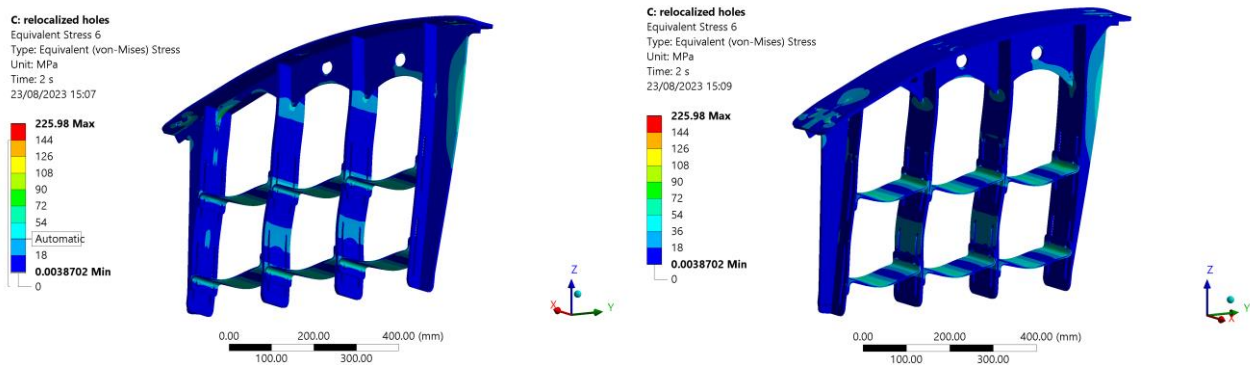 C: relocalized holes
Equivalent Stress 6
Type: Equivalent (von-Mises) Stress
Unit: MPa
Time: 2 s
23/08/2023 15:07
225.98 Max
144
126
108
90
72
54
Automatic
18
0.0038702 Min
0
0.00
200.00
400.00 (mm)
100.00
300.00
Z
X
Y
C: relocalized holes
Equivalent Stress 6
Type: Equivalent (von-Mises) Stress
Unit: MPa
Time: 2 s
23/08/2023 15:09
225.98 Max
144
126
108
90
72
54
36
18
0.0038702 Min
0
0.00
200.00
400.00 (mm)
100.00
300.00
Z
Y
X